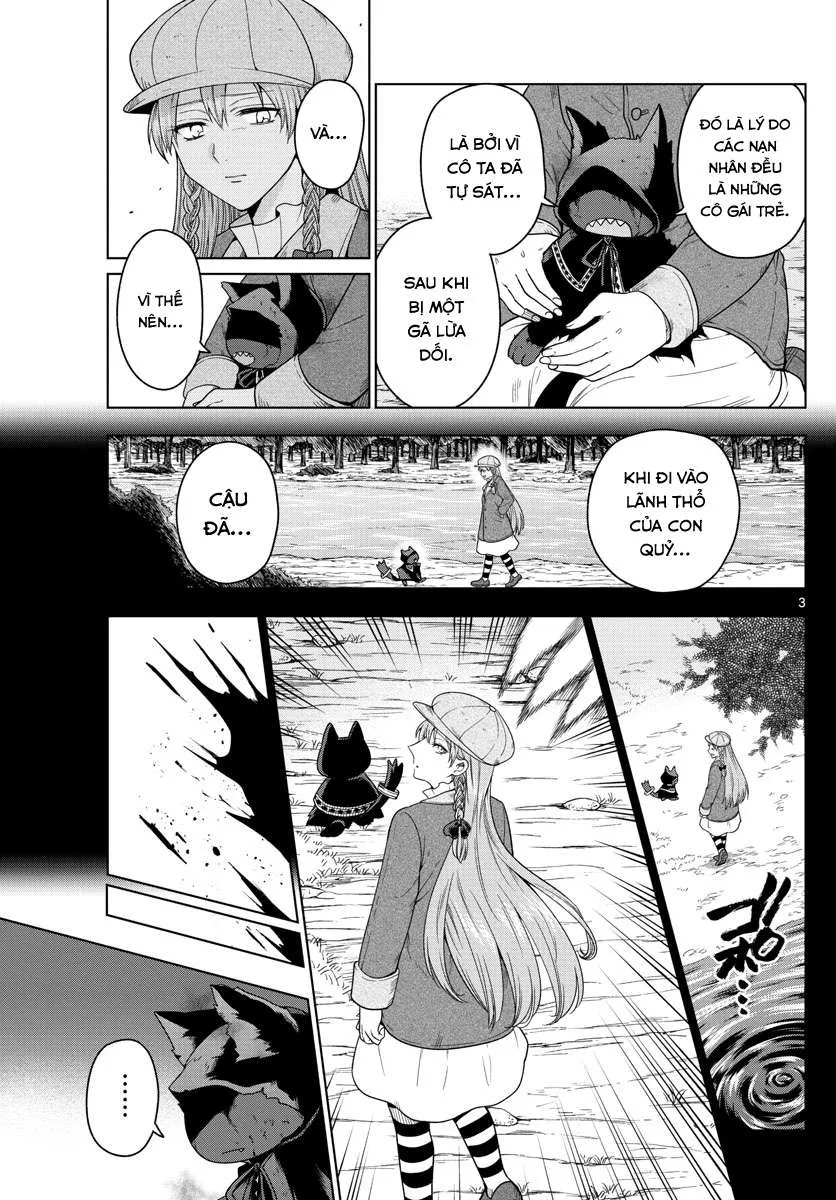 ĐÓ LÀ LÝ DO
CÁC NẠN
NHÂN ĐỀU
LÀ NHỮNG
CÔ GÁI TRẺ.
LÀ BỞI VÌ
CÔ TA ĐÃ
TỰ SÁT...
SAU KHI
BỊ MỘT
GÃ LỪA
DỐI.
VÀ...
VÌ THẾ
NÊN...
KHI ĐI VÀO
LÃNH THỔ
CỦA CON
QUỶ...
CẬU
ĐÃ...
3
ゴポ…
……